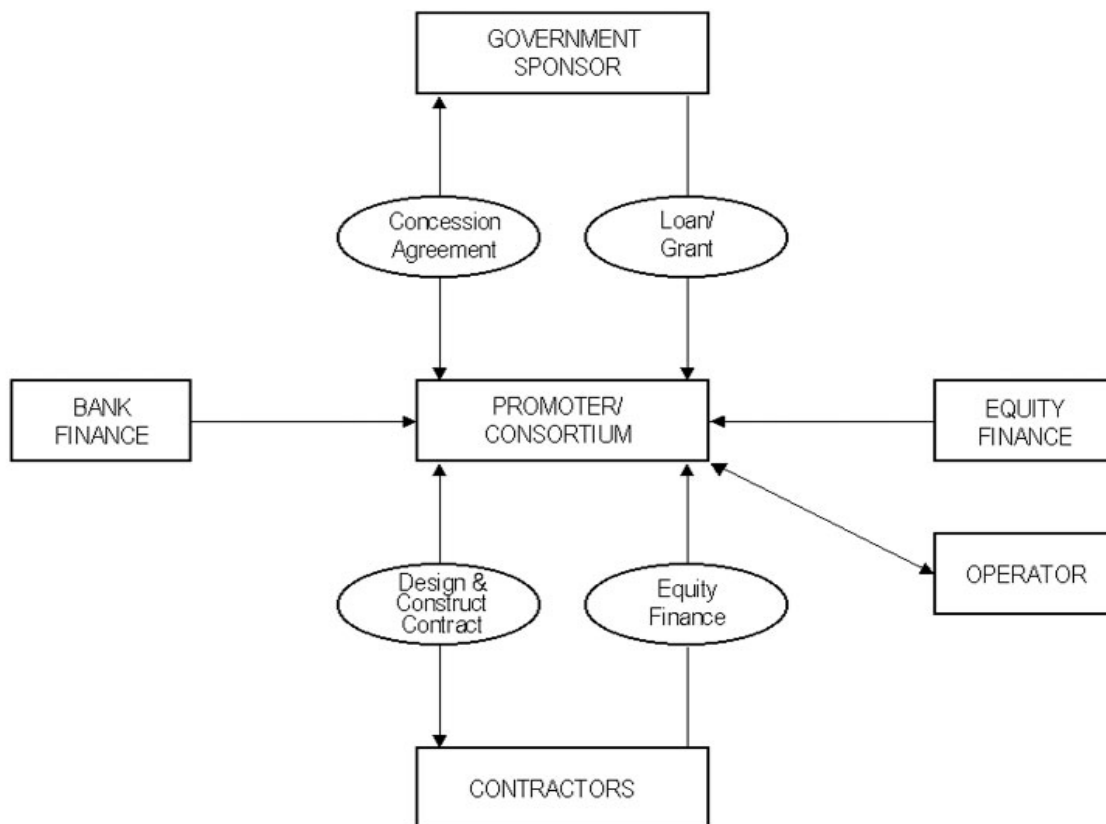 GOVERNMENT
SPONSOR
Concession
Agreement
Loan/
Grant
BANK
FINANCE
PROMOTER/
CONSORTIUM
EQUITY
FINANCE
OPERATOR
Design &
Construct
Contract
Equity
Finance
CONTRACTORS